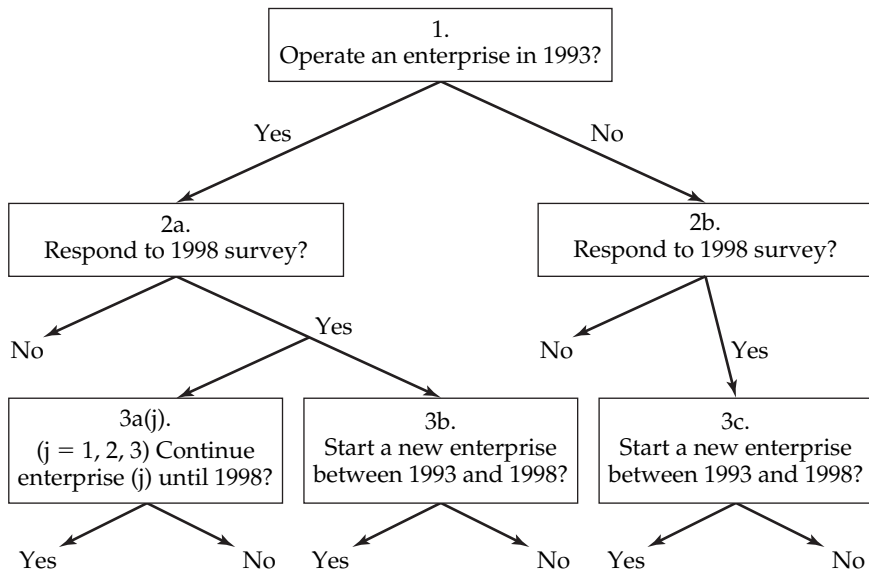 1.
Operate an enterprise in 1993?
Yes
No
2a.
Respond to 1998 survey?
2b.
Respond to 1998 survey?
No
Yes
No
Yes
3a(j).
(j = 1, 2, 3) Continue
enterprise (j) until 1998?
3b.
Start a new enterprise
between 1993 and 1998?
3c.
Start a new enterprise
between 1993 and 1998?
Yes
No
Yes
No
Yes
No